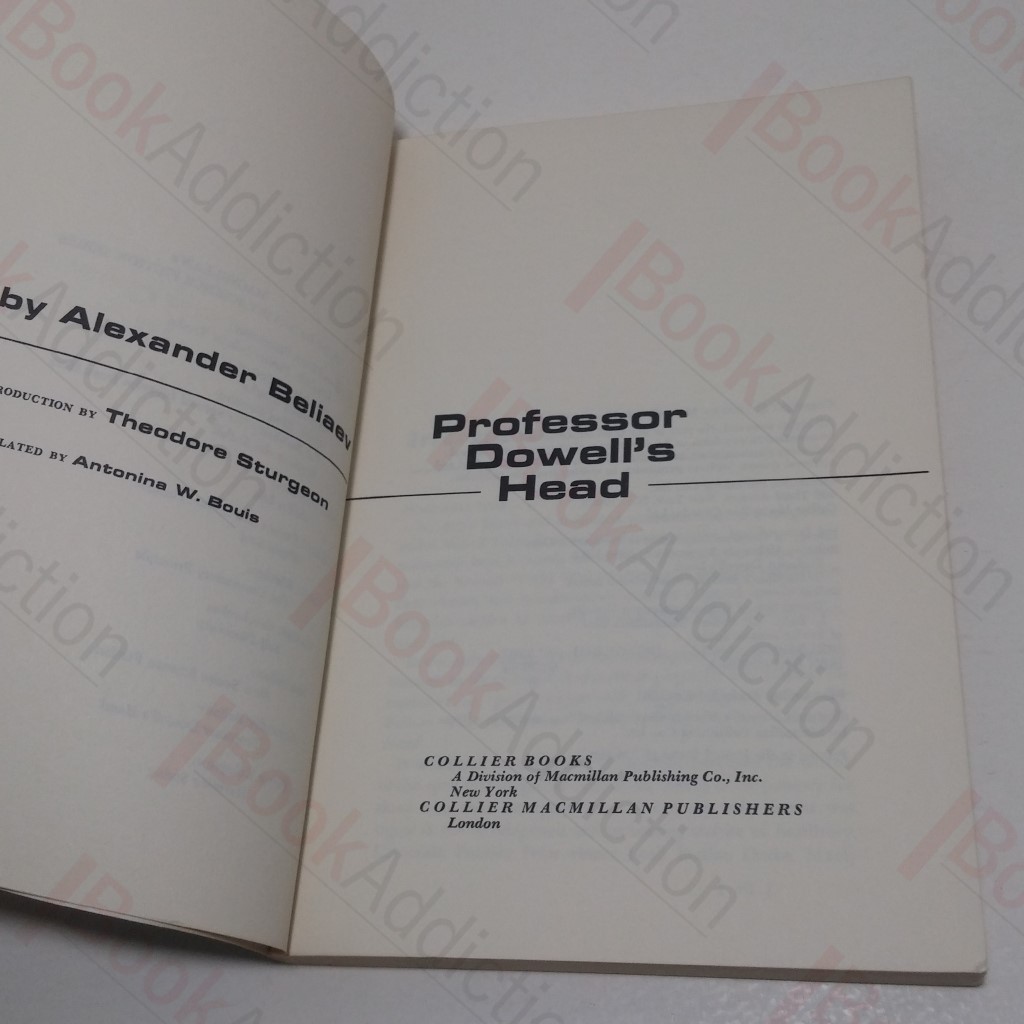 by Alexander Beliaev
RODUCTION BY Theodore Sturgeon
LATED BY Antonina W. Bouis
Professor
Dowell's
Head
COLLIER BOOKS
A Division of Macmillan Publishing Co., Inc.
New York
COLLIER MACMILLAN PUBLISHERS
London
BookAddiction